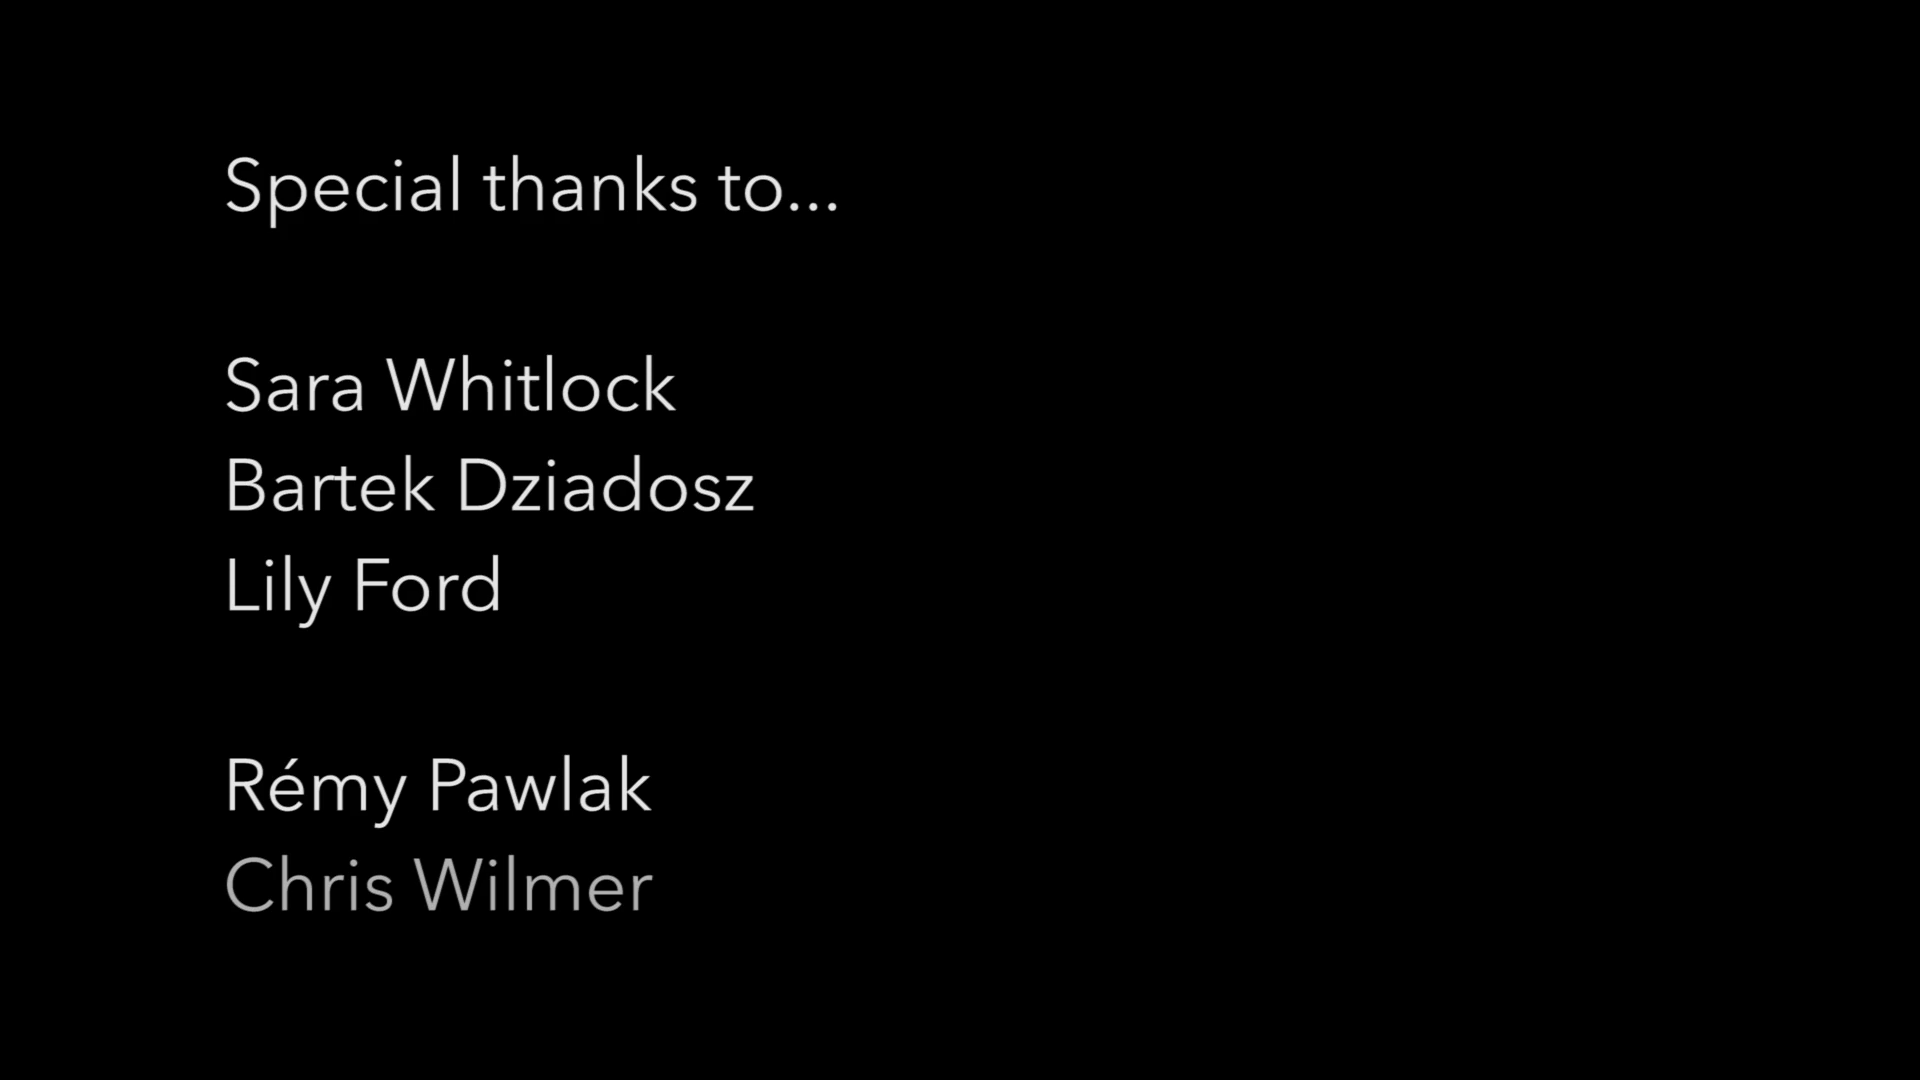 Special thanks to...
Sara Whitlock
Bartek Dziadosz
Lily Ford
Rémy Pawlak
Chris Wilmer